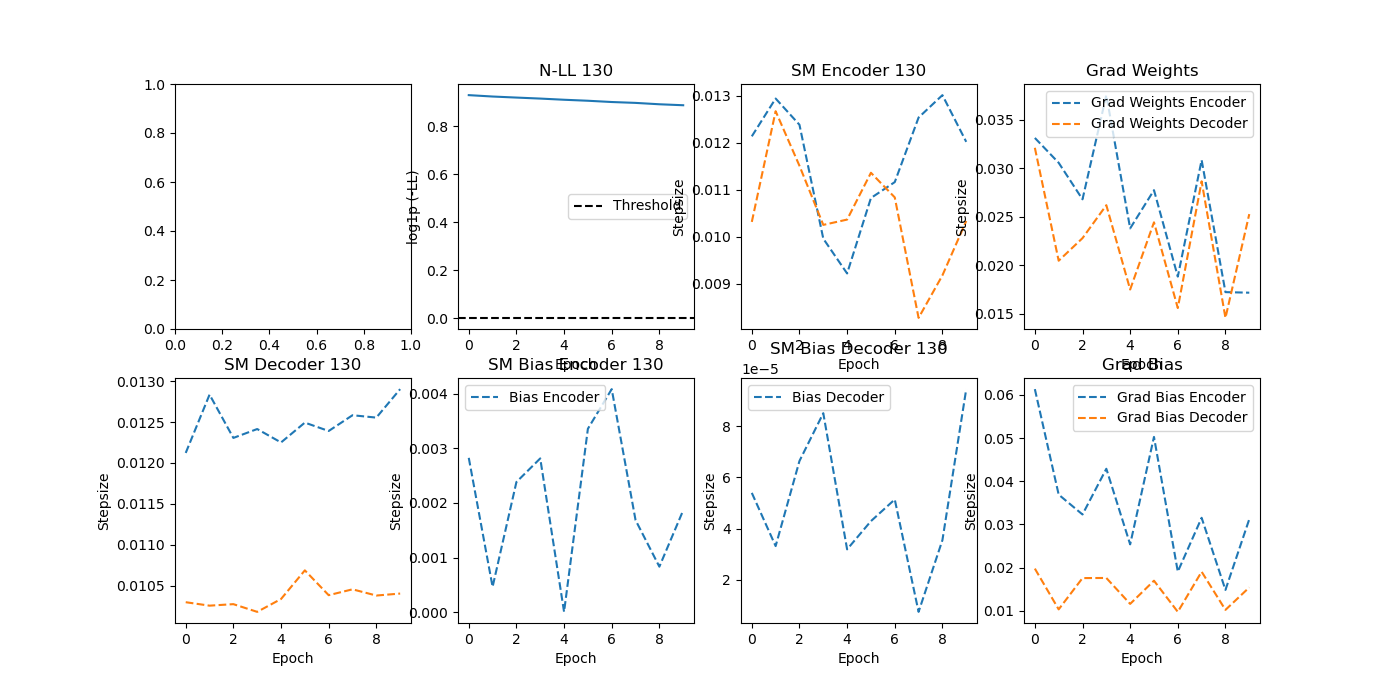 1.0
0.8
0.6
0.4
0.2
0.0
0.0 0.2 0.4 0.6 0.8 1.0
N-LL 130
log1p (-LL)
0.8
0.6
0.4
0.2
0.0
Threshold
0 2 4 6 8
Epoch
SM Encoder 130
Stepsize
0.013
0.012
0.011
0.010
0.009
0 2 4 6 8
Epoch
Grad Weights
Stepsize
0.035
0.030
0.025
0.020
0.015
Grad Weights Encoder
Grad Weights Decoder
0 2 4 6 8
Epoch
SM Decoder 130
Stepsize
0.0130
0.0125
0.0120
0.0115
0.0110
0.0105
0 2 4 6 8
Epoch
SM Bias Encoder 130
Stepsize
0.004
0.003
0.002
0.001
0.000
Bias Encoder
0 2 4 6 8
Epoch
SM Bias Decoder 130
1e−5
Stepsize
8
6
4
2
Bias Decoder
0 2 4 6 8
Epoch
Grad Bias
Stepsize
0.06
0.05
0.04
0.03
0.02
0.01
Grad Bias Encoder
Grad Bias Decoder
0 2 4 6 8
Epoch